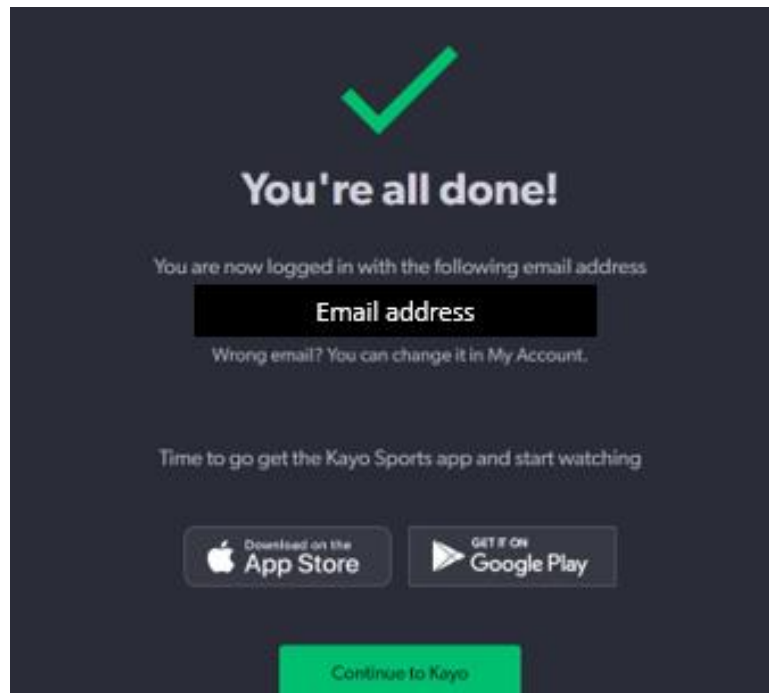 You're all done!
You are now logged in with the following email address
Email address
Wrong email? You can change it in My Account.
Time to go get the Kayo Sports app and start watching
Download on the
App Store
GET IT ON
Google Play
Continue to Kayo